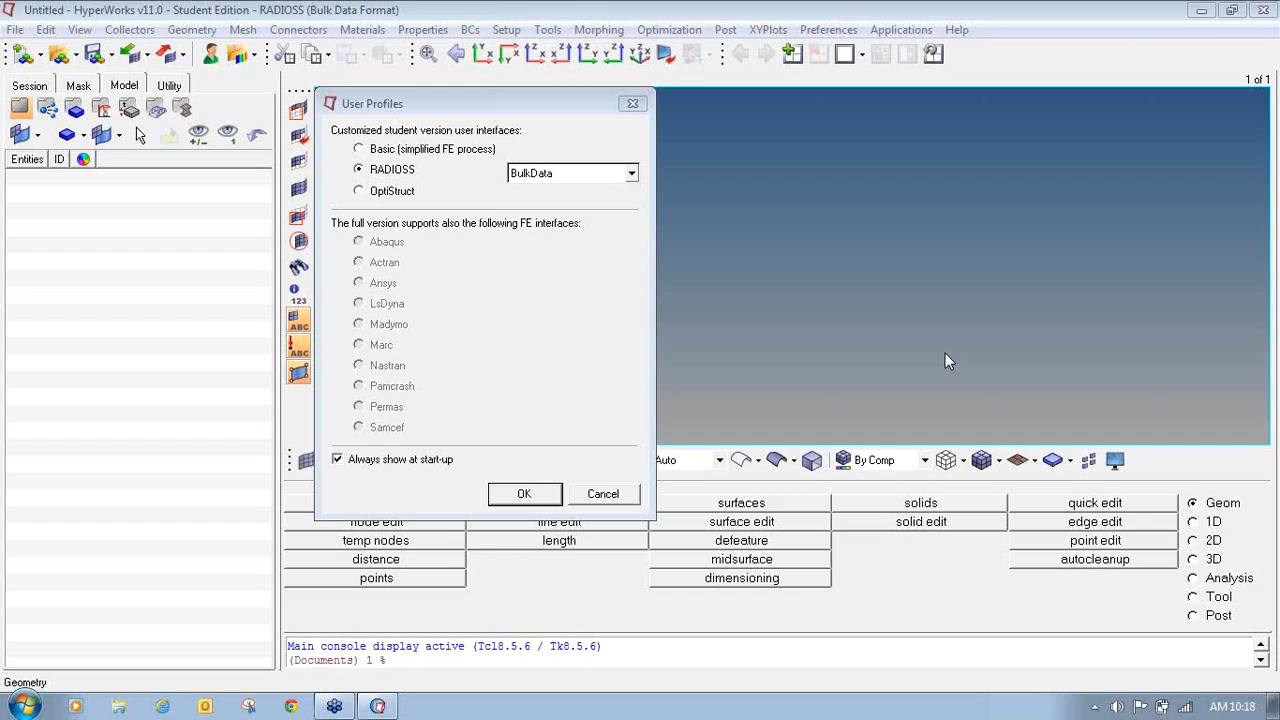 Untitled - HyperWorks v11.0 - Student Edition - RADIOSS (Bulk Data Format)
File Edit View Collectors Geometry Mesh Connectors Materials Properties BCs Setup Tools Morphing Optimization Post XYPlots Preferences Applications Help
Session Mask Model Utility
1 of 1
Entities ID
User Profiles
Customized student version user interfaces:
Basic (simplified FE process)
RADIOSS
BulkData
OptiStruct
The full version supports also the following FE interfaces:
Abaqus
Actran
Ansys
LsDyna
Madymo
Marc
Nastran
Pamcrash
Permas
Samcef
Always show at start-up
OK Cancel
123
ABC
ABC
Auto By Comp
surfaces solids quick edit Geom
node edit line edit surface edit solid edit edge edit 1D
temp nodes length defeature point edit 2D
distance midsurface autocleanup 3D
points dimensioning Analysis
Tool
Post
Main console display active (Tcl8.5.6 / Tk8.5.6)
(Documents) 1 %
Geometry
AM 10:18